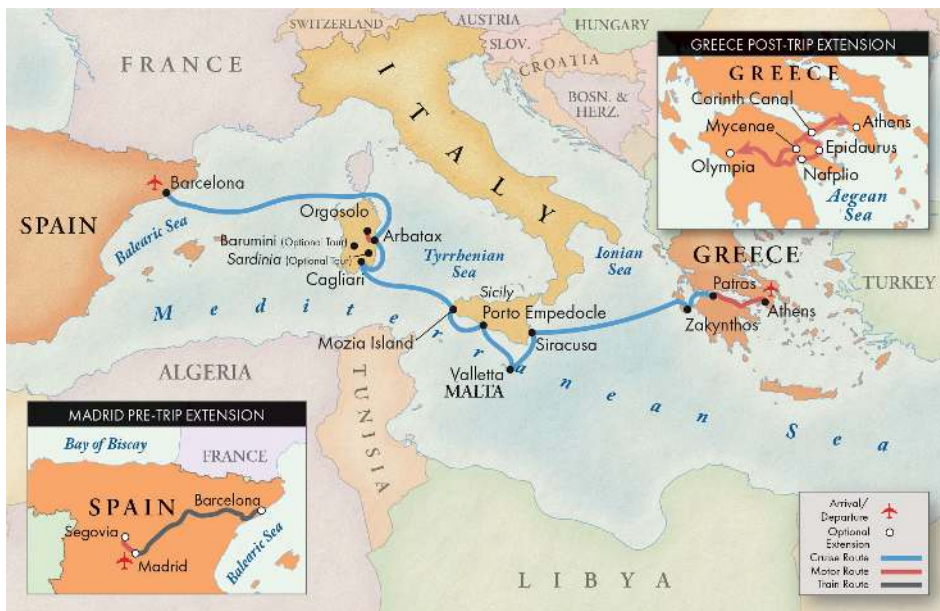 SWITZERLAND
AUSTRIA
HUNGARY
SLOV.
CROATIA
BOSN. &
HERZ.
FRANCE
ITALY
SPAIN
Barcelona
Balearic Sea
Orgosolo
Arbatax
Barumini (Optional Tour)
Sardinia (Optional Tour)
Cagliari
Tyrrhenian
Sea
Ionian
Sea
Sicily
Porto Empedocle
Mozia Island
Siracusa
Valletta
MALTA
Mediterranean Sea
GREECE
Patras
Zakynthos
Athens
TURKEY
ALGERIA
TUNISIA
LIBYA
GREECE POST-TRIP EXTENSION
GREECE
Corinth Canal
Athens
Mycenae
Epidaurus
Olympia
Nafplio
Aegean
Sea
MADRID PRE-TRIP EXTENSION
Bay of Biscay
FRANCE
SPAIN
Barcelona
Segovia
Madrid
Balearic Sea
Arrival/
Departure
Optional
Extension
Cruise Route
Motor Route
Train Route